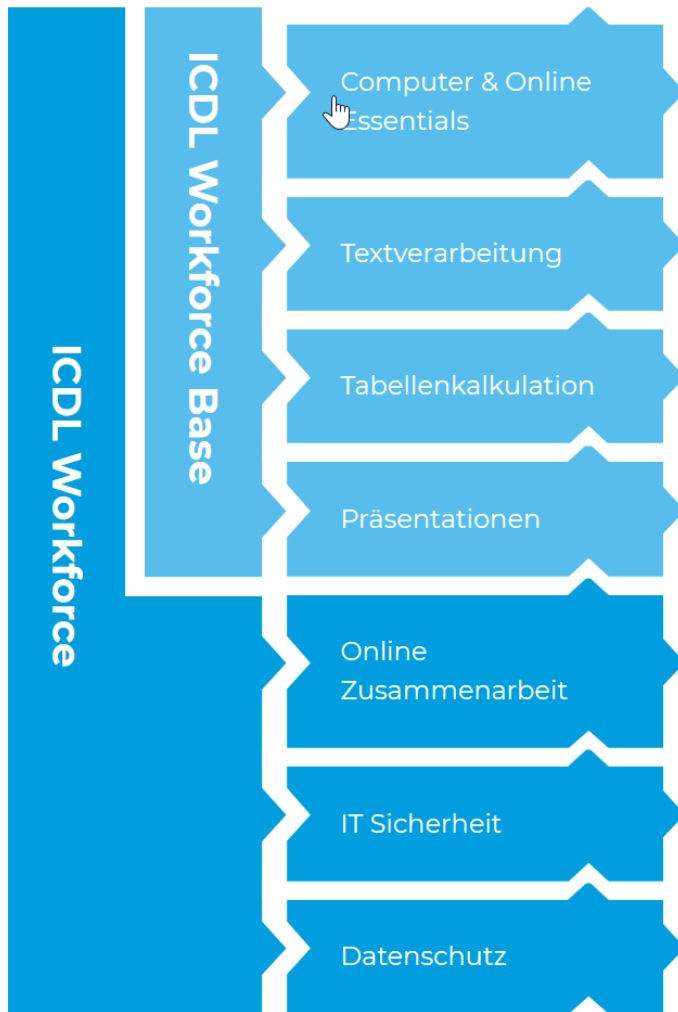 ICDL Workforce
ICDL Workforce Base
Computer & Online
Essentials
Textverarbeitung
Tabellenkalkulation
Präsentationen
Online
Zusammenarbeit
IT Sicherheit
Datenschutz